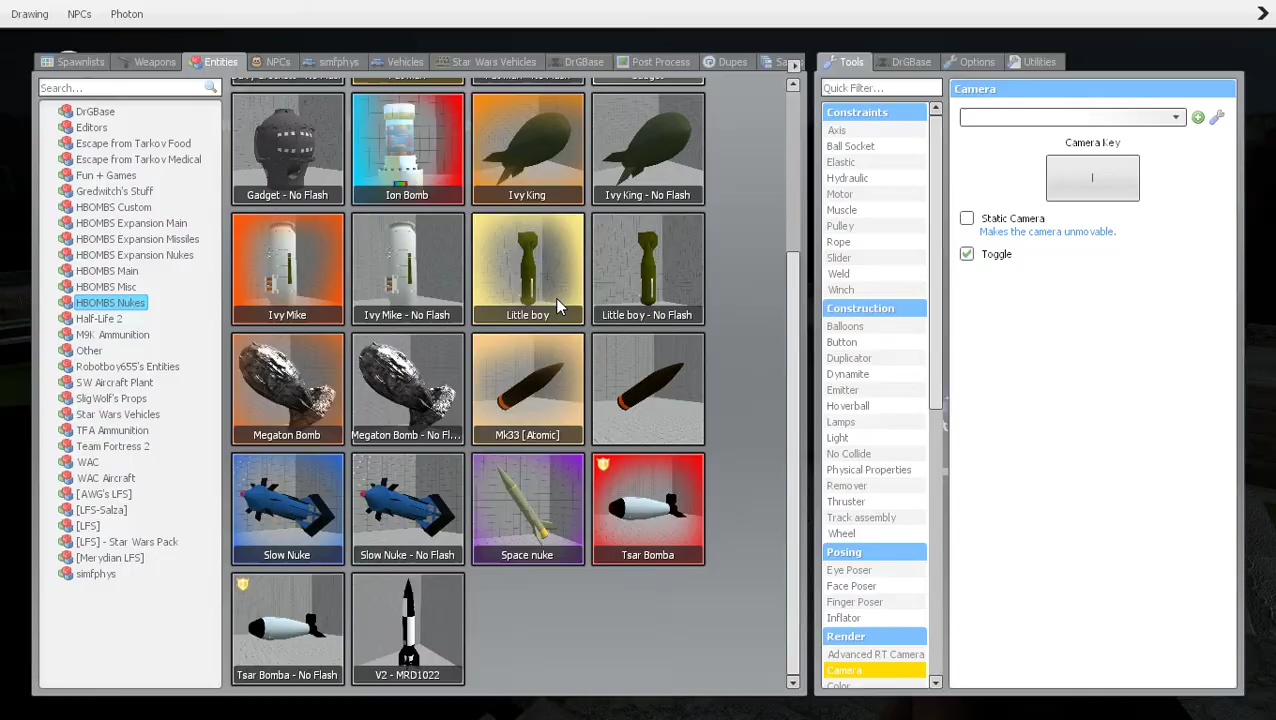 Drawing NPCs Photon
Spawnlists Weapons Entities NPCs simfphys Vehicles Star Wars Vehicles DrGBase Post Process Dupes Tools DrGBase Options Utilities
Search...
Quick Filter...
Camera
DrGBase
Editors
Escape from Tarkov Food
Escape from Tarkov Medical
Fun + Games
Gredwitch's Stuff
HBOMBS Custom
HBOMBS Expansion Main
HBOMBS Expansion Missiles
HBOMBS Expansion Nukes
HBOMBS Main
HBOMBS Misc
HBOMBS Nukes
Half-Life 2
M9K Ammunition
Other
Robotboy655's Entities
SW Aircraft Plant
SligWolf's Props
Star Wars Vehicles
TFA Ammunition
Team Fortress 2
WAC
WAC Aircraft
[AWG's LFS]
[LFS-Salza]
[LFS]
[LFS] - Star Wars Pack
[Merydian LFS]
simfphys
Gadget - No Flash Ion Bomb Ivy King Ivy King - No Flash
Ivy Mike Ivy Mike - No Flash Little boy Little boy - No Flash
Megaton Bomb Megaton Bomb - No Fl... Mk33 [Atomic]
Slow Nuke Slow Nuke - No Flash Space nuke Tsar Bomba
Tsar Bomba - No Flash V2 - MRD1022
Constraints
Axis
Ball Socket
Elastic
Hydraulic
Motor
Muscle
Pulley
Rope
Slider
Weld
Winch
Construction
Balloons
Button
Duplicator
Dynamite
Emitter
Hoverball
Lamps
Light
No Collide
Physical Properties
Remover
Thruster
Track assembly
Wheel
Posing
Eye Poser
Face Poser
Finger Poser
Inflator
Render
Advanced RT Camera
Camera
Color
Camera Key
I
Static Camera
Makes the camera unmovable.
Toggle